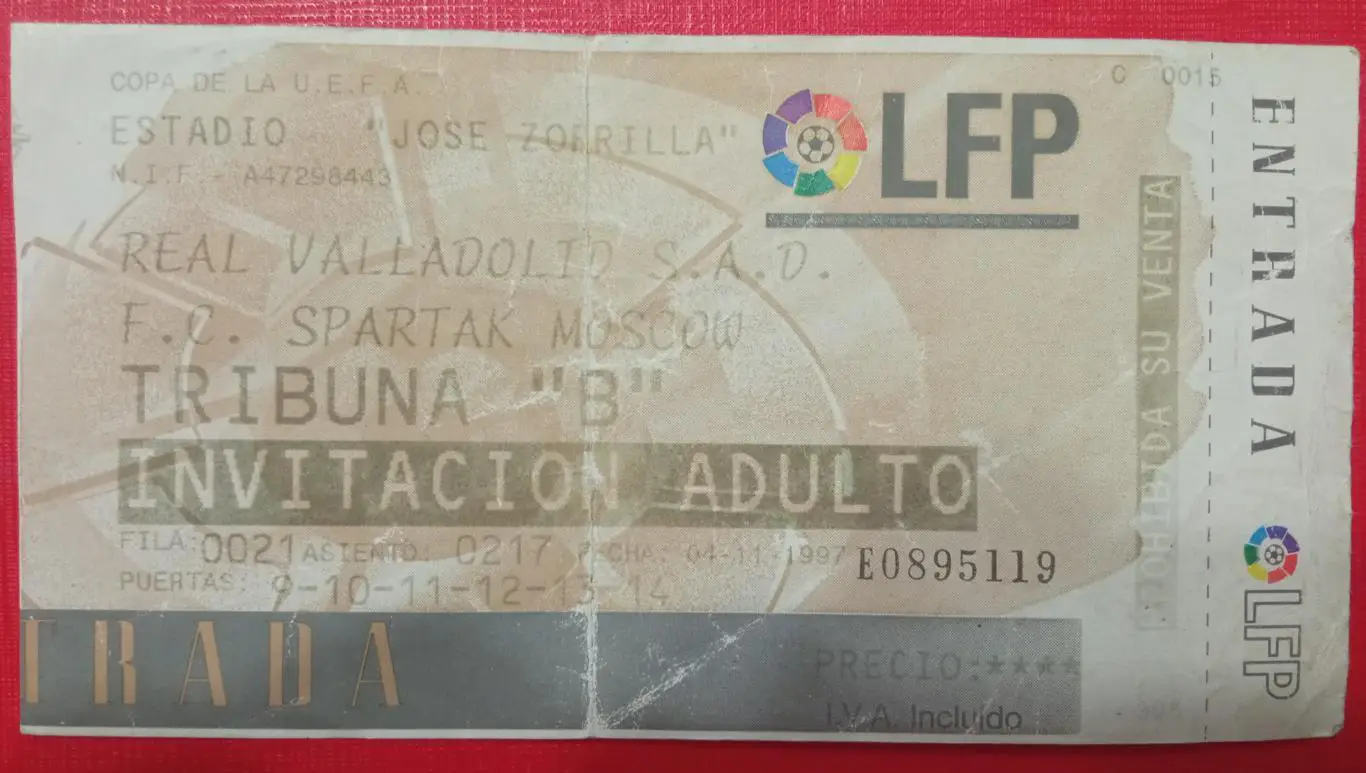 COPA DE LA U.E.F.A.
C 0015
ESTADIO "JOSE ZORRILLA"
N.I.F.- A47298443
LFP
REAL VALLADOLID S.A.D.
F.C. SPARTAK MOSCOW
TRIBUNA "B"
INVITACION ADULTO
FILA: 0021 ASIENTO: 0217 FECHA: 04-11-1997 E0895119
PUERTAS: 9-10-11-12-13-14
TRADA
PRECIO:****
I.V.A. Incluido
PROHIBIDA SU VENTA
ENTRADA
LFP